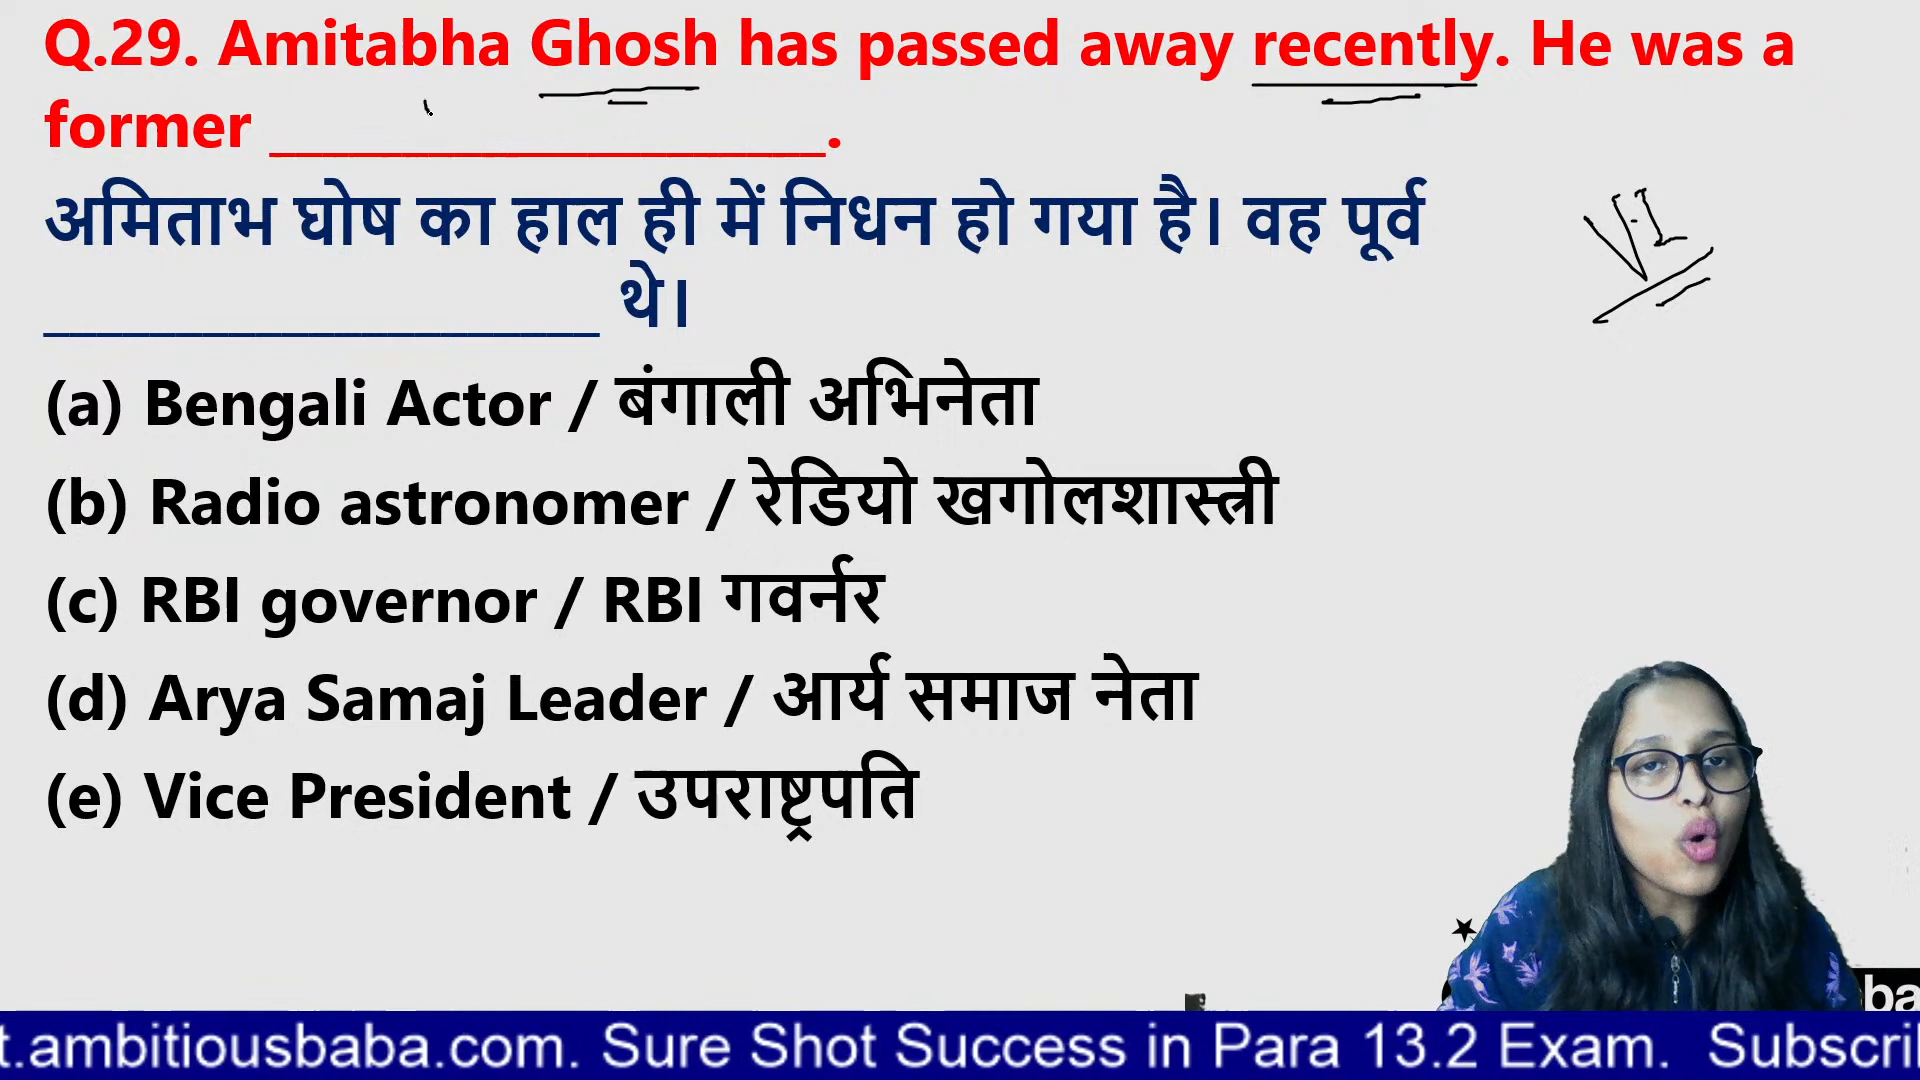 Q.29. Amitabha Ghosh has passed away recently. He was a
former ____________________.
अमिताभ घोष का हाल ही में निधन हो गया है। वह पूर्व
____________________ थे।
(a) Bengali Actor / बंगाली अभिनेता
(b) Radio astronomer / रेडियो खगोलशास्त्री
(c) RBI governor / RBI गवर्नर
(d) Arya Samaj Leader / आर्य समाज नेता
(e) Vice President / उपराष्ट्रपति
ba
t.ambitiousbaba.com. Sure Shot Success in Para 13.2 Exam. Subscri